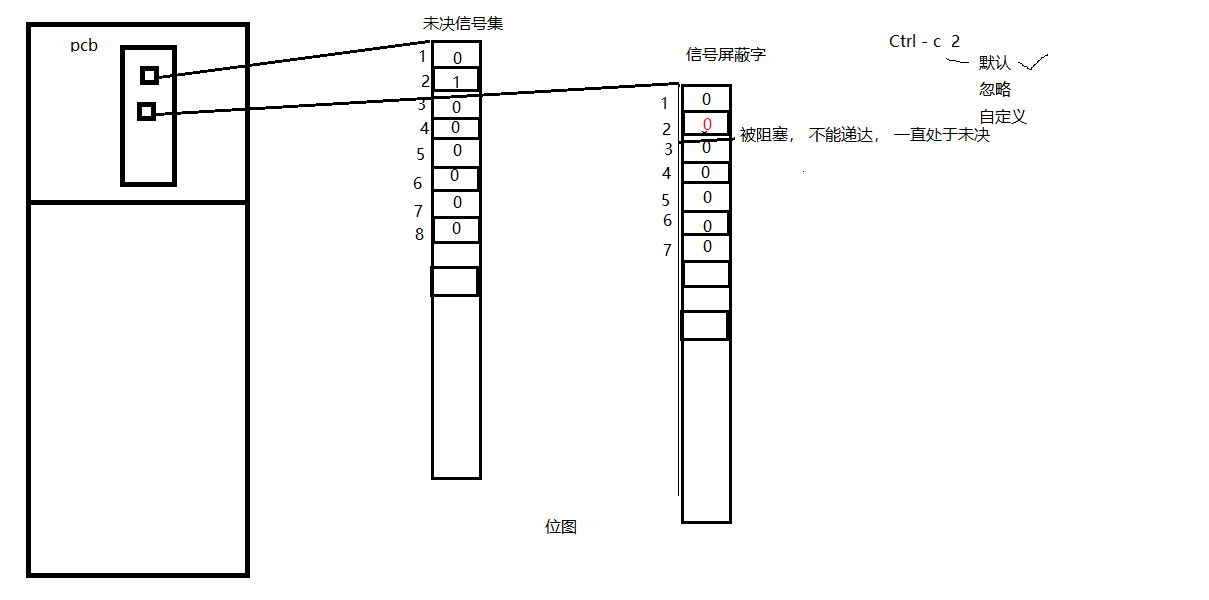 pcb
未决信号集
1 0
2 1
3 0
4 0
5 0
6 0
7 0
8 0
信号屏蔽字
1 0
2 0
3 0
4 0
5 0
6 0
7 0
被阻塞， 不能递达， 一直处于未决
Ctrl - c 2
默认
忽略
自定义
位图